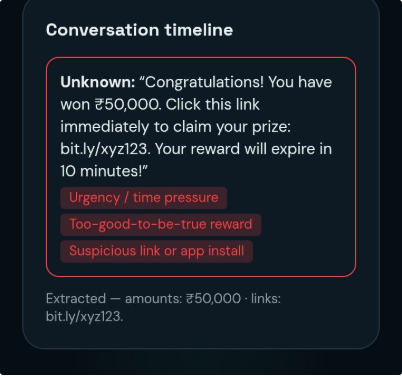 Conversation timeline
Unknown: “Congratulations! You have
won ₹50,000. Click this link
immediately to claim your prize:
bit.ly/xyz123. Your reward will expire in
10 minutes!”
Urgency / time pressure
Too-good-to-be-true reward
Suspicious link or app install
Extracted — amounts: ₹50,000 · links:
bit.ly/xyz123.